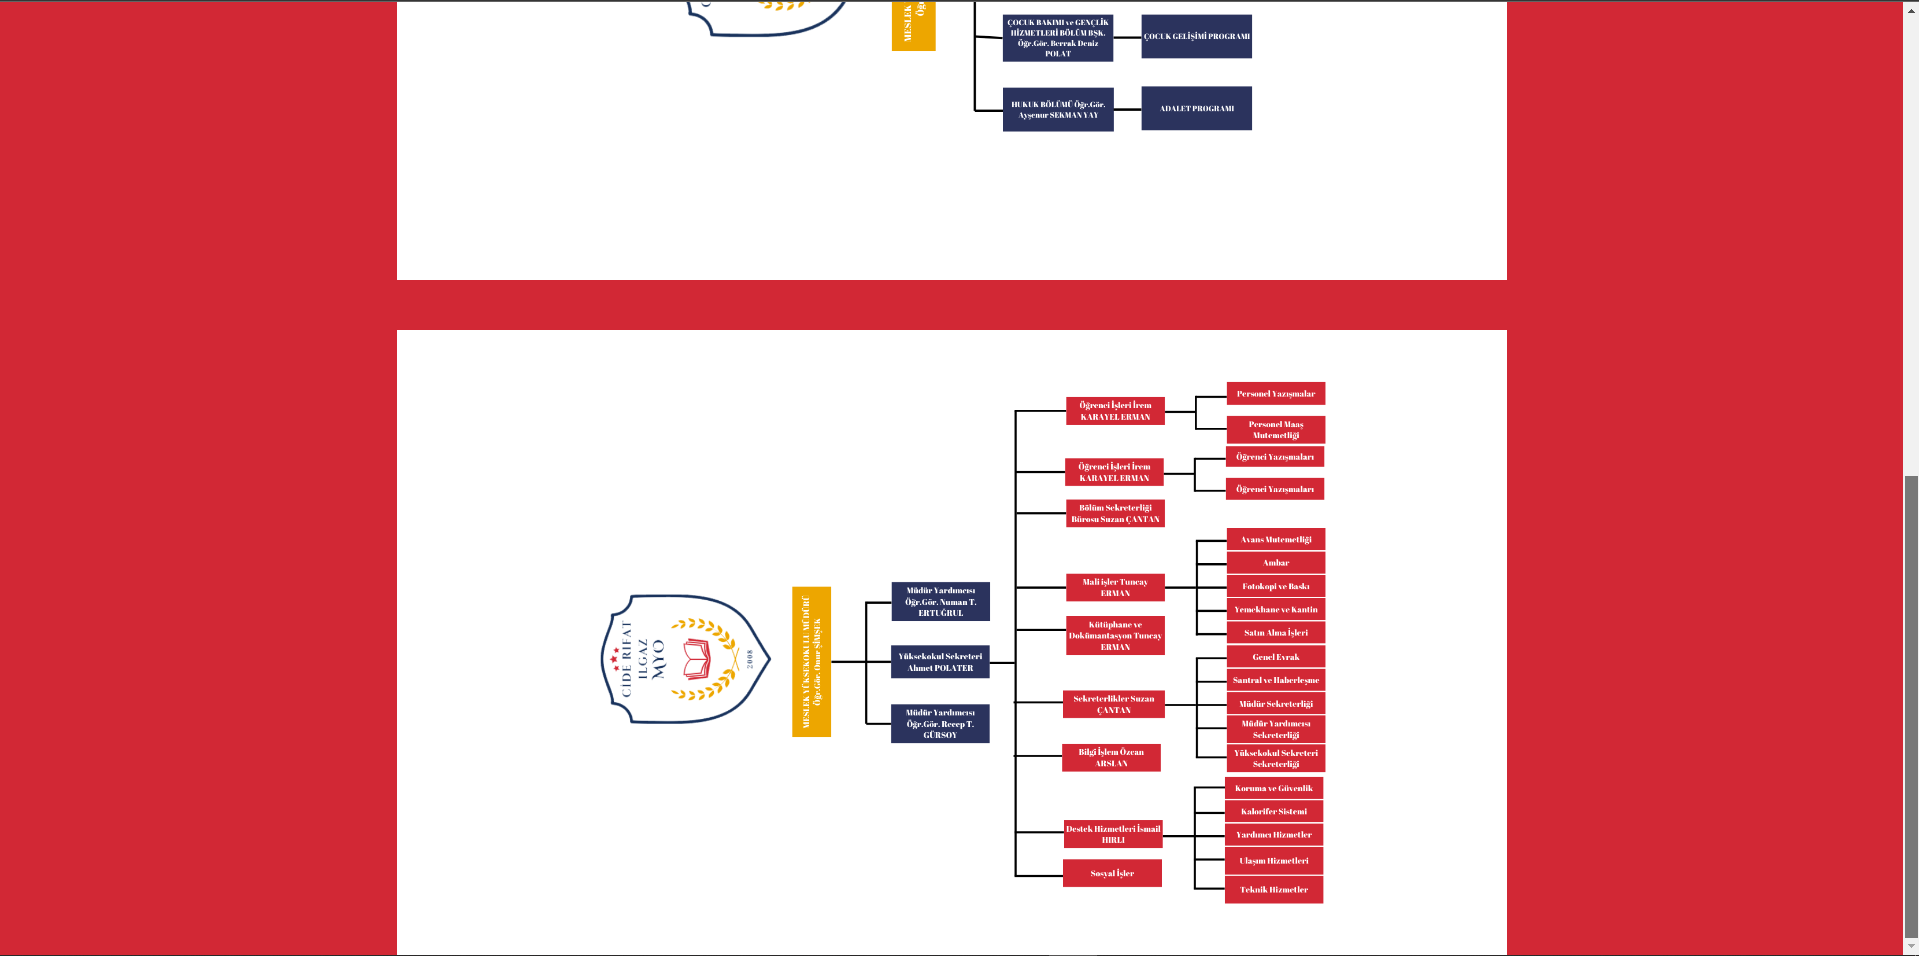 MESLEK
ÇOCUK BAKIMI ve GENÇLİK
HİZMETLERİ BÖLÜM BŞK.
Öğr.Gör. Berrak Deniz
POLAT
ÇOCUK GELİŞİMİ PROGRAMI
HUKUK BÖLÜMÜ Öğr.Gör.
Ayşenur SEKMAN YAY
ADALET PROGRAMI
CİDE RIFAT
ILGAZ
MYO
2008
MESLEK YÜKSEKOKULU MÜDÜRÜ
Öğr.Gör. Onur ŞİMŞEK
Müdür Yardımcısı
Öğr.Gör. Numan T.
ERTUĞRUL
Yüksekokul Sekreteri
Ahmet POLATER
Müdür Yardımcısı
Öğr.Gör. Recep T.
GÜRSOY
Öğrenci İşleri İrem
KARAYEL ERMAN
Personel Yazışmalar
Personel Maaş
Mutemetliği
Öğrenci İşleri İrem
KARAYEL ERMAN
Öğrenci Yazışmaları
Öğrenci Yazışmaları
Bölüm Sekreterliği
Bürosu Suzan ÇANTAN
Mali işler Tuncay
ERMAN
Avans Mutemetliği
Ambar
Fotokopi ve Baskı
Yemekhane ve Kantin
Satın Alma İşleri
Kütüphane ve
Dokümantasyon Tuncay
ERMAN
Sekreterlikler Suzan
ÇANTAN
Genel Evrak
Santral ve Haberleşme
Müdür Sekreterliği
Müdür Yardımcısı
Sekreterliği
Yüksekokul Sekreteri
Sekreterliği
Bilgi İşlem Özcan
ARSLAN
Destek Hizmetleri İsmail
HIRLI
Koruma ve Güvenlik
Kalorifer Sistemi
Yardımcı Hizmetler
Ulaşım Hizmetleri
Teknik Hizmetler
Sosyal İşler